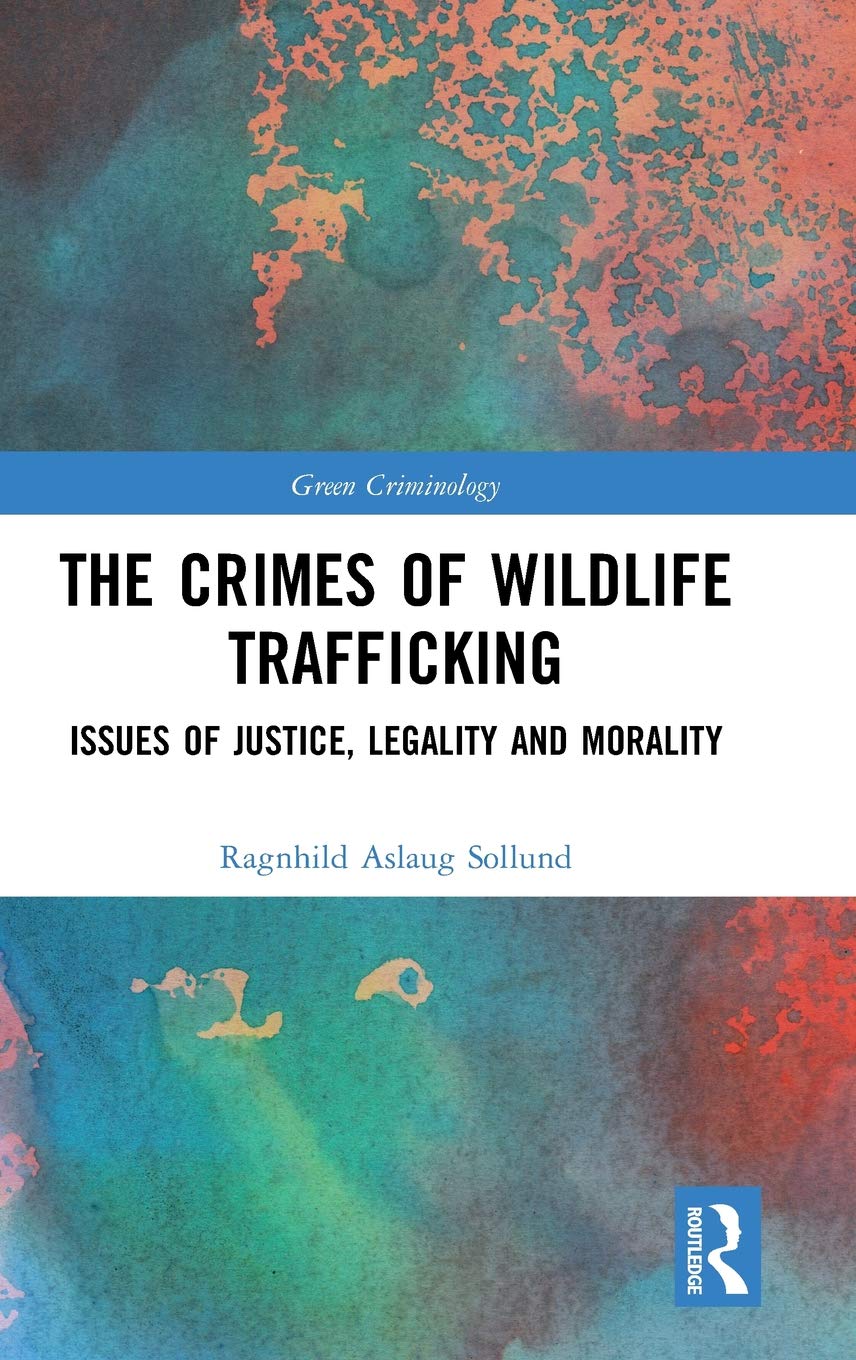 Green Criminology
THE CRIMES OF WILDLIFE
TRAFFICKING
ISSUES OF JUSTICE, LEGALITY AND MORALITY
Ragnhild Aslaug Sollund
ROUTLEDGE